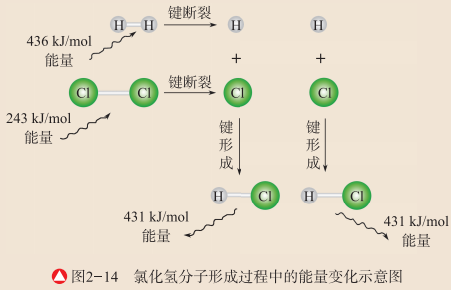 H H 键断裂 H H
436 kJ/mol
能量
+ +
Cl Cl 键断裂 Cl Cl
243 kJ/mol
能量
键形成 键形成
H Cl H Cl
431 kJ/mol 431 kJ/mol
能量 能量
图2-14 氯化氢分子形成过程中的能量变化示意图